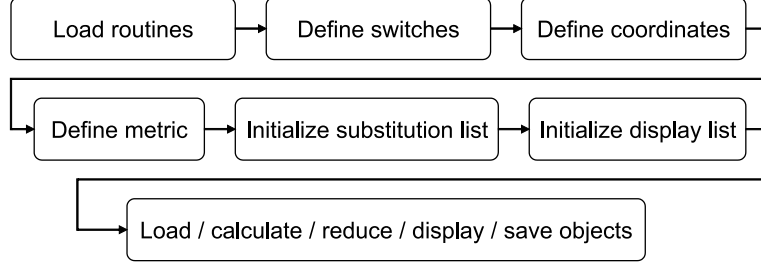 Load routines
Define switches
Define coordinates
Define metric
Initialize substitution list
Initialize display list
Load / calculate / reduce / display / save objects